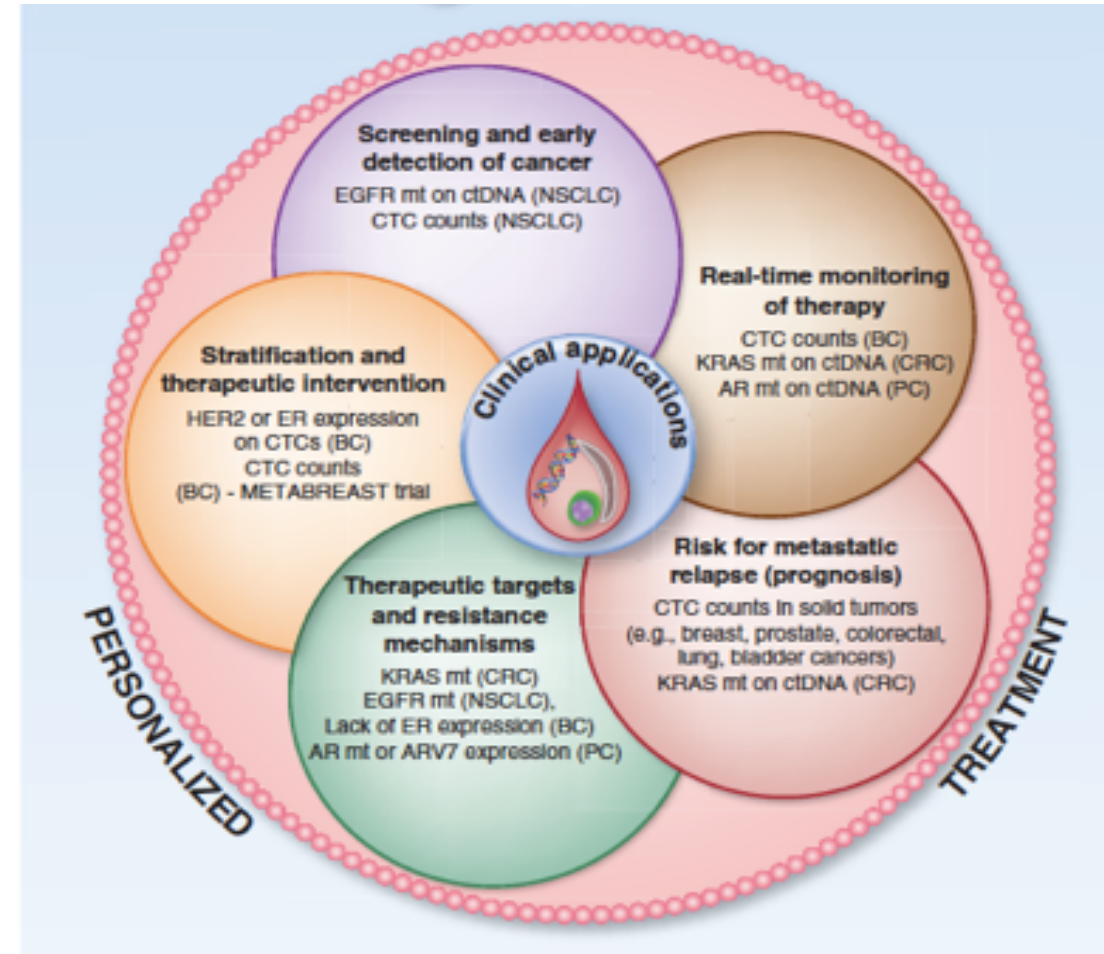 Screening and early
detection of cancer
EGFR mt on ctDNA (NSCLC)
CTC counts (NSCLC)
Real-time monitoring
of therapy
CTC counts (BC)
KRAS mt on ctDNA (CRC)
AR mt on ctDNA (PC)
Stratification and
therapeutic intervention
HER2 or ER expression
on CTCs (BC)
CTC counts
(BC) - METABREAST trial
Clinical applications
Risk for metastatic
relapse (prognosis)
CTC counts in solid tumors
(e.g., breast, prostate, colorectal,
lung, bladder cancers)
KRAS mt on ctDNA (CRC)
Therapeutic targets
and resistance
mechanisms
KRAS mt (CRC)
EGFR mt (NSCLC),
Lack of ER expression (BC)
AR mt or ARV7 expression (PC)
PERSONALIZED
TREATMENT